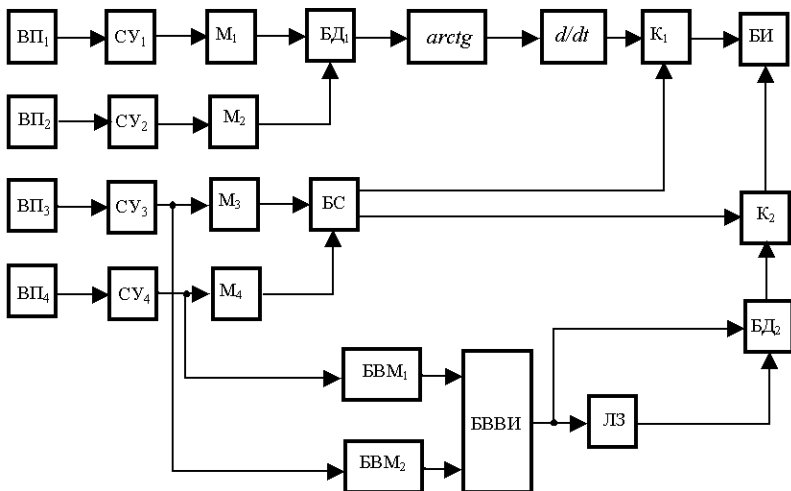 ВП₁ СУ₁ М₁ БД₁ arctg d/dt К₁ БИ
ВП₂ СУ₂ М₂
ВП₃ СУ₃ М₃ БС К₂
ВП₄ СУ₄ М₄
БД₂
БВМ₁
БВВИ ЛЗ
БВМ₂